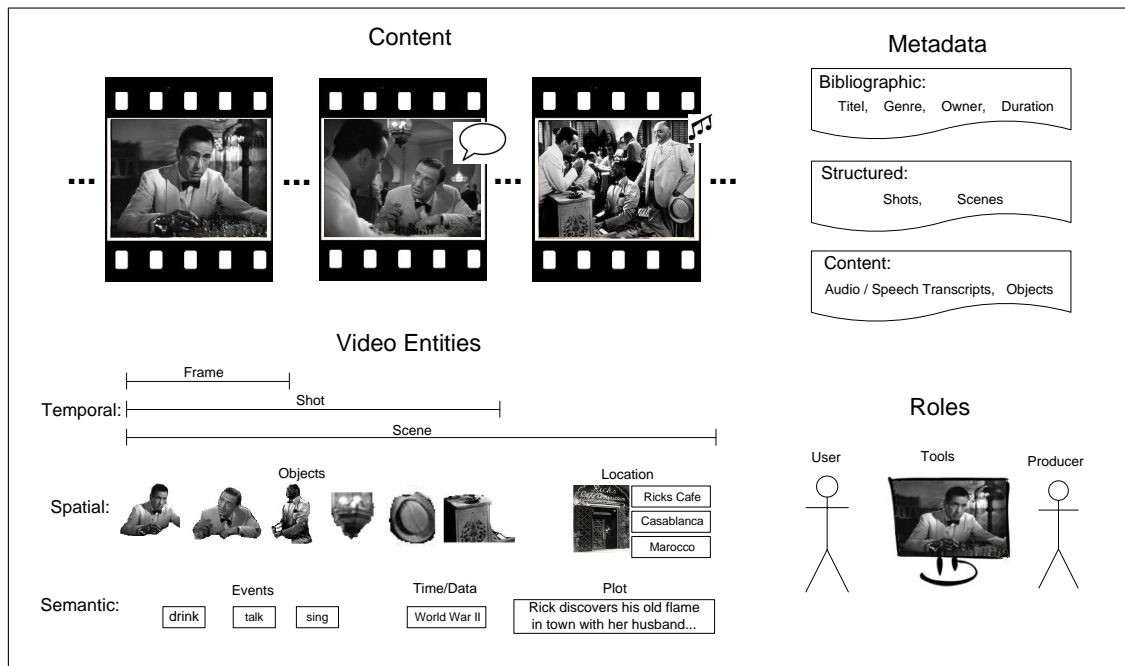 Content
Metadata
Bibliographic:
Titel, Genre, Owner, Duration
Structured:
Shots, Scenes
Content:
Audio / Speech Transcripts, Objects
...
...
...
...
Video Entities
Frame
Temporal:
Shot
Scene
Objects
Location
Spatial:
Ricks
Ricks Cafe
Casablanca
Marocco
Semantic:
Events
drink
talk
sing
Time/Data
World War II
Plot
Rick discovers his old flame
in town with her husband...
Roles
User
Tools
Producer